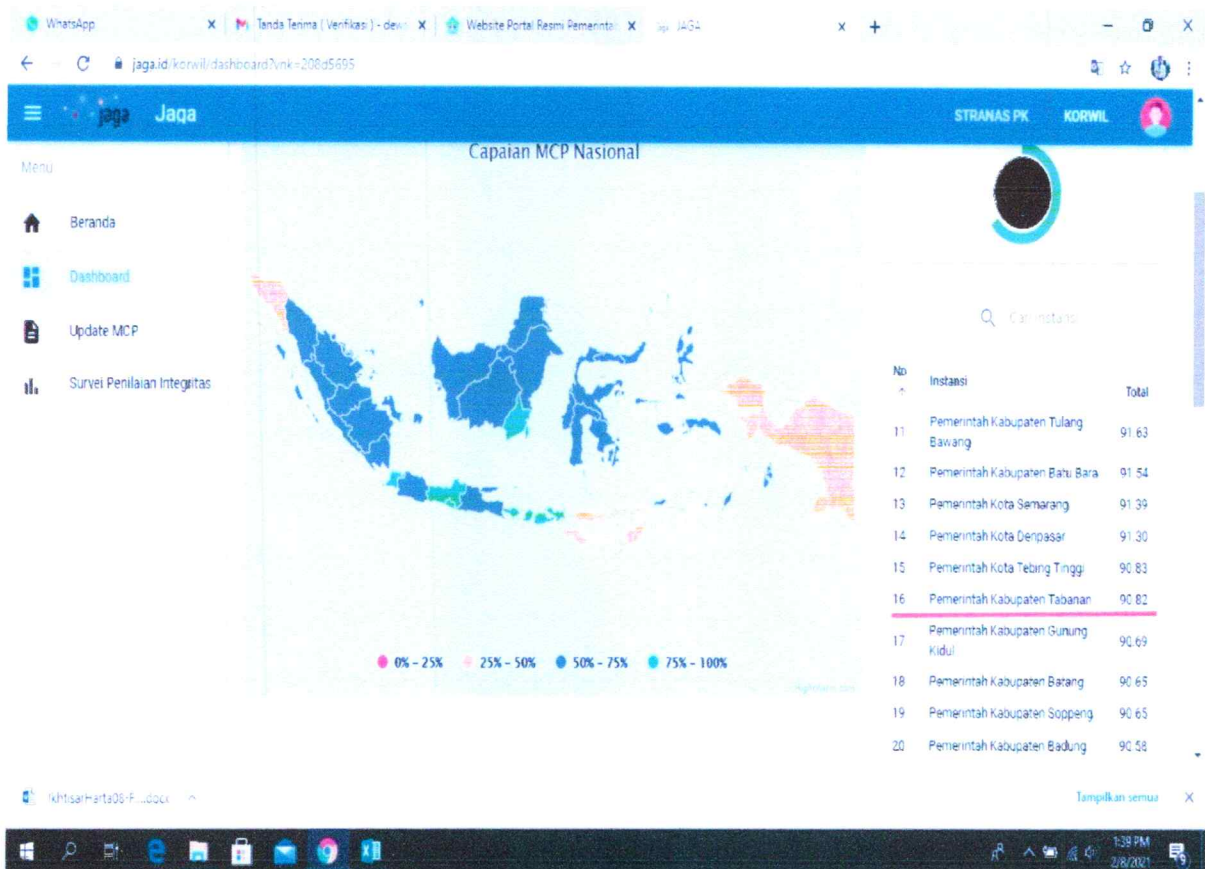 WhatsApp
Tanda Terima ( Verifikasi ) - dew
Website Portal Resmi Pemerintah
JAGA
jaga.id/korwil/dashboard?vnk=208d5695
jaga
Jaga
STRANAS PK
KORWIL
Menu
Beranda
Dashboard
Update MCP
Survei Penilaian Integritas
Capaian MCP Nasional
0% - 25%
25% - 50%
50% - 75%
75% - 100%
Cari instansi
No Instansi Total
11 Pemerintah Kabupaten Tulang
Bawang 91.63
12 Pemerintah Kabupaten Batu Bara 91.54
13 Pemerintah Kota Semarang 91.39
14 Pemerintah Kota Denpasar 91.30
15 Pemerintah Kota Tebing Tinggi 90.83
16 Pemerintah Kabupaten Tabanan 90.82
17 Pemerintah Kabupaten Gunung
Kidul 90.69
18 Pemerintah Kabupaten Batang 90.65
19 Pemerintah Kabupaten Soppeng 90.65
20 Pemerintah Kabupaten Badung 90.58
Tampilkan semua
1:39 PM
2/8/2021